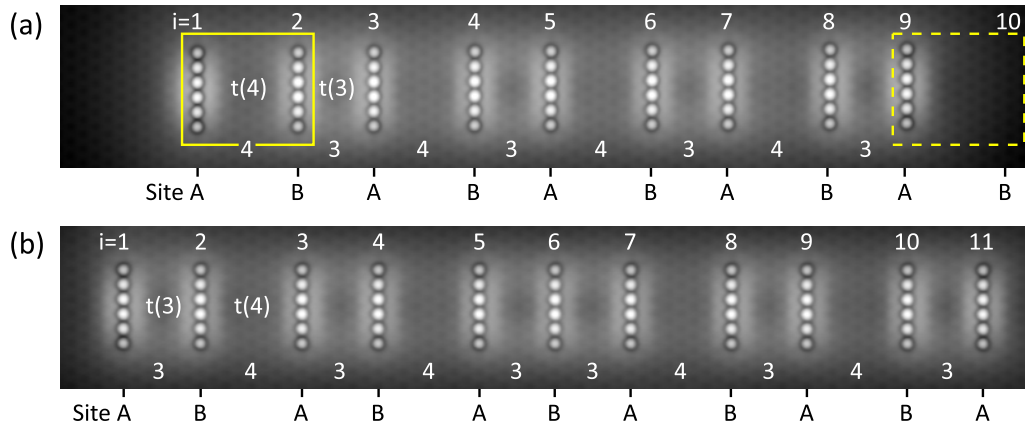 (a)
i=1 2 3 4 5 6 7 8 9 10
t(4) t(3)
4 3 4 3 4 3 4 3
Site A B A B A B A B A B
(b)
i=1 2 3 4 5 6 7 8 9 10 11
t(3) t(4)
3 4 3 4 3 3 4 3 4 3
Site A B A B A B A B A B A